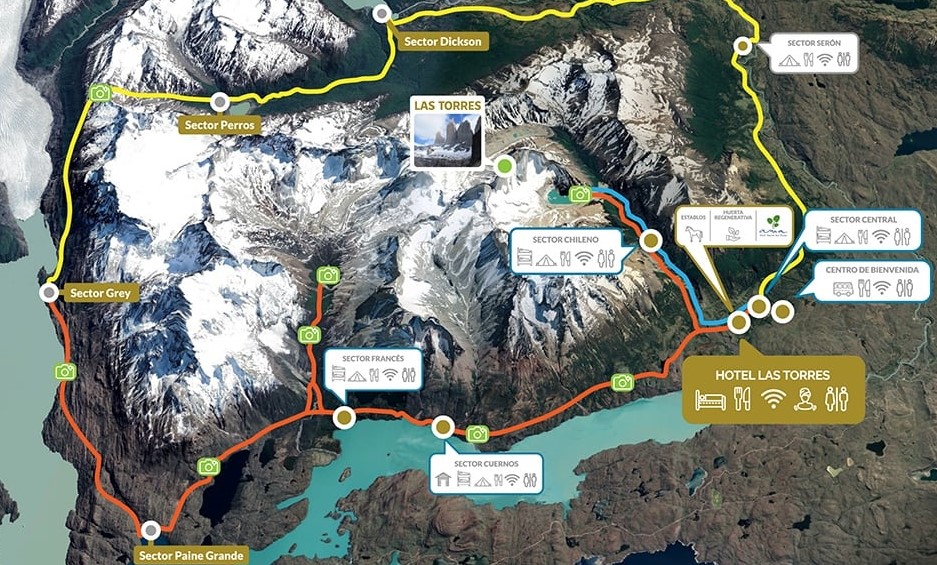 Sector Dickson
SECTOR SERÓN
LAS TORRES
Sector Perros
ESTABLOS
HUERTA
REGENERATIVA
SECTOR CENTRAL
SECTOR CHILENO
CENTRO DE BIENVENIDA
Sector Grey
SECTOR FRANCÉS
HOTEL LAS TORRES
SECTOR CUERNOS
Sector Paine Grande